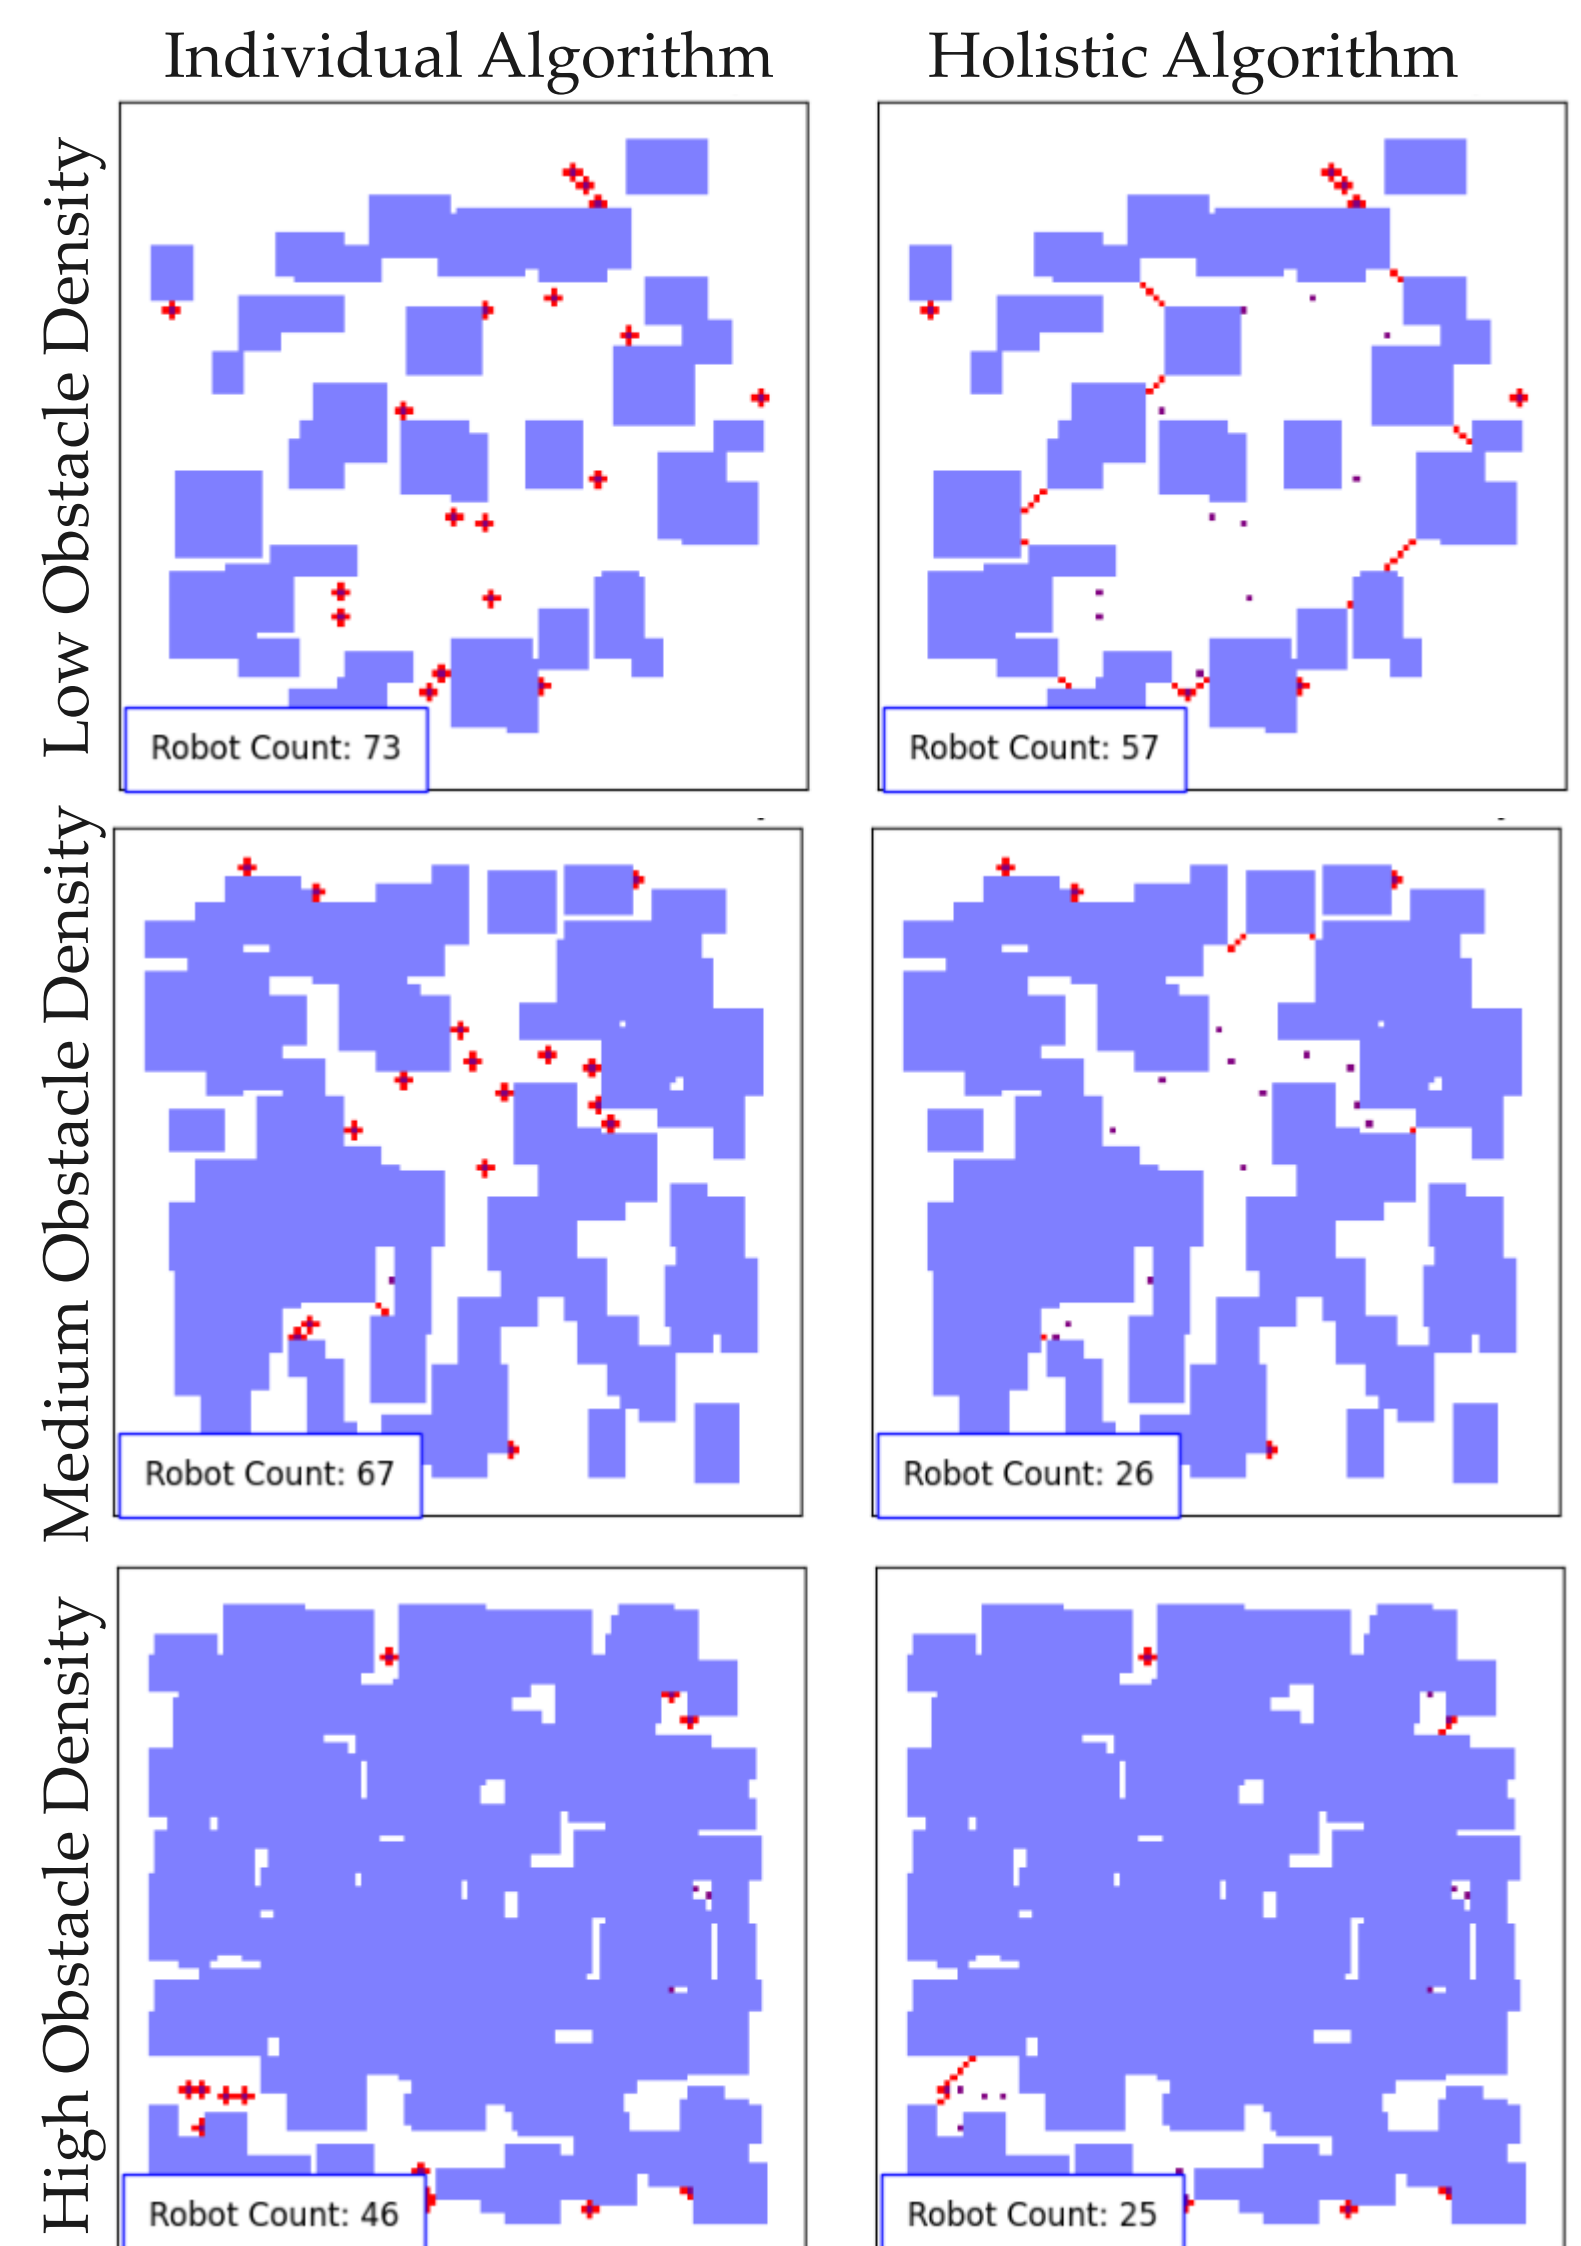 Individual Algorithm
Holistic Algorithm
Low Obstacle Density
Robot Count: 73
Robot Count: 57
Medium Obstacle Density
Robot Count: 67
Robot Count: 26
High Obstacle Density
Robot Count: 46
Robot Count: 25